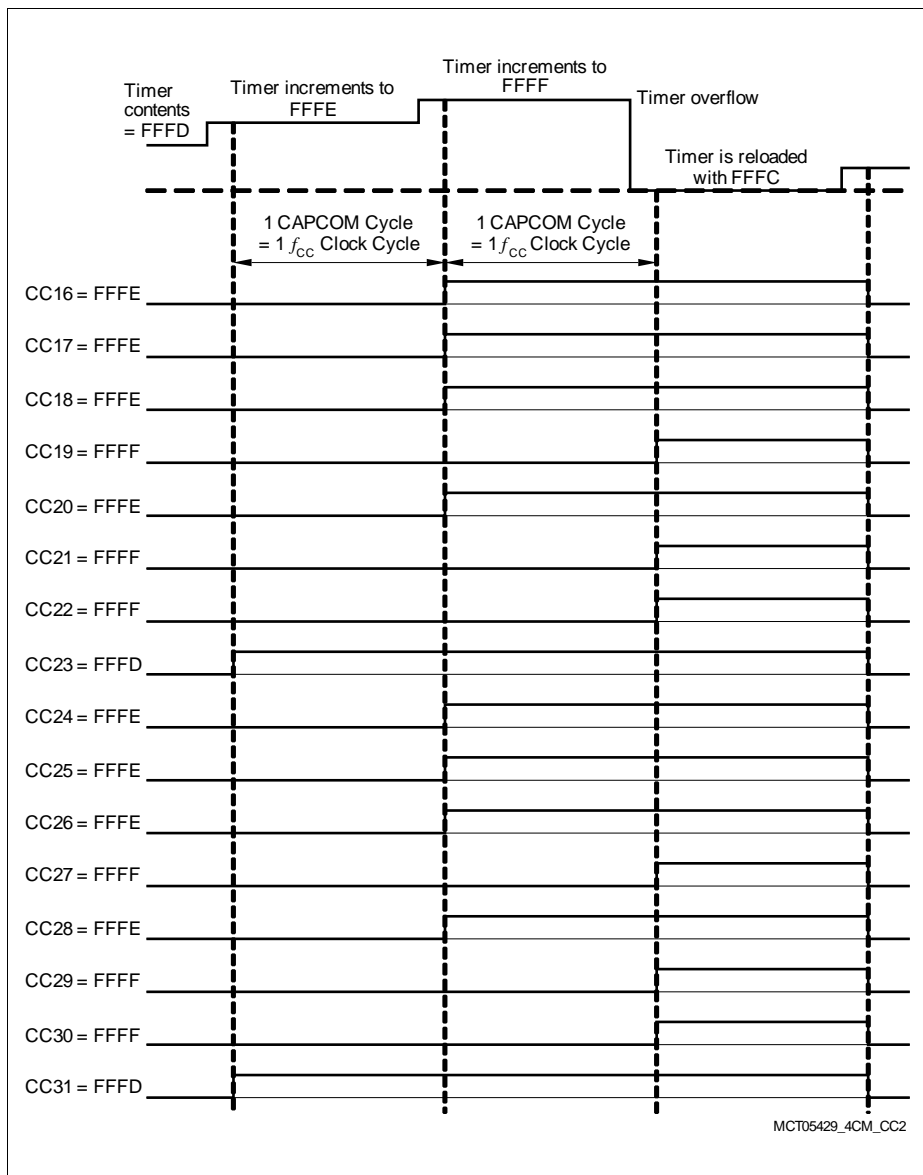 Timer
contents
= FFFD
Timer increments to
FFFE
Timer increments to
FFFF
Timer overflow
Timer is reloaded
with FFFC
1 CAPCOM Cycle
= 1 fCC Clock Cycle
1 CAPCOM Cycle
= 1 fCC Clock Cycle
CC16 = FFFE
CC17 = FFFE
CC18 = FFFE
CC19 = FFFF
CC20 = FFFE
CC21 = FFFF
CC22 = FFFF
CC23 = FFFD
CC24 = FFFE
CC25 = FFFE
CC26 = FFFE
CC27 = FFFF
CC28 = FFFE
CC29 = FFFF
CC30 = FFFF
CC31 = FFFD
MCT05429_4CM_CC2